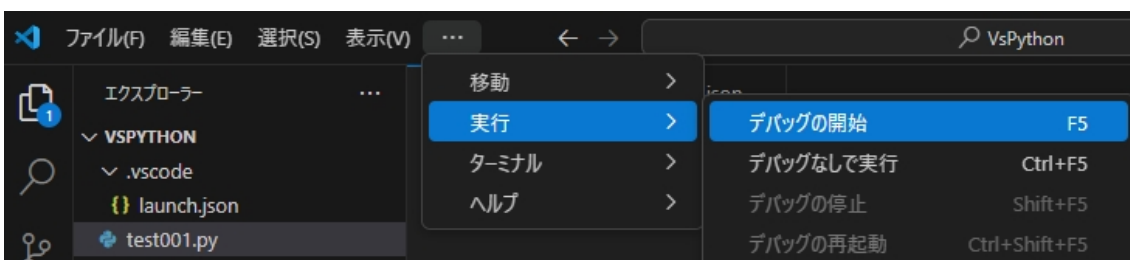 ファイル(F) 編集(E) 選択(S) 表示(V) ··· ← → VsPython
エクスプローラー ···
1
VSPYTHON
.vscode
{} launch.json
test001.py
移動 >
実行 >
ターミナル >
ヘルプ >
json
デバッグの開始 F5
デバッグなしで実行 Ctrl+F5
デバッグの停止 Shift+F5
デバッグの再起動 Ctrl+Shift+F5